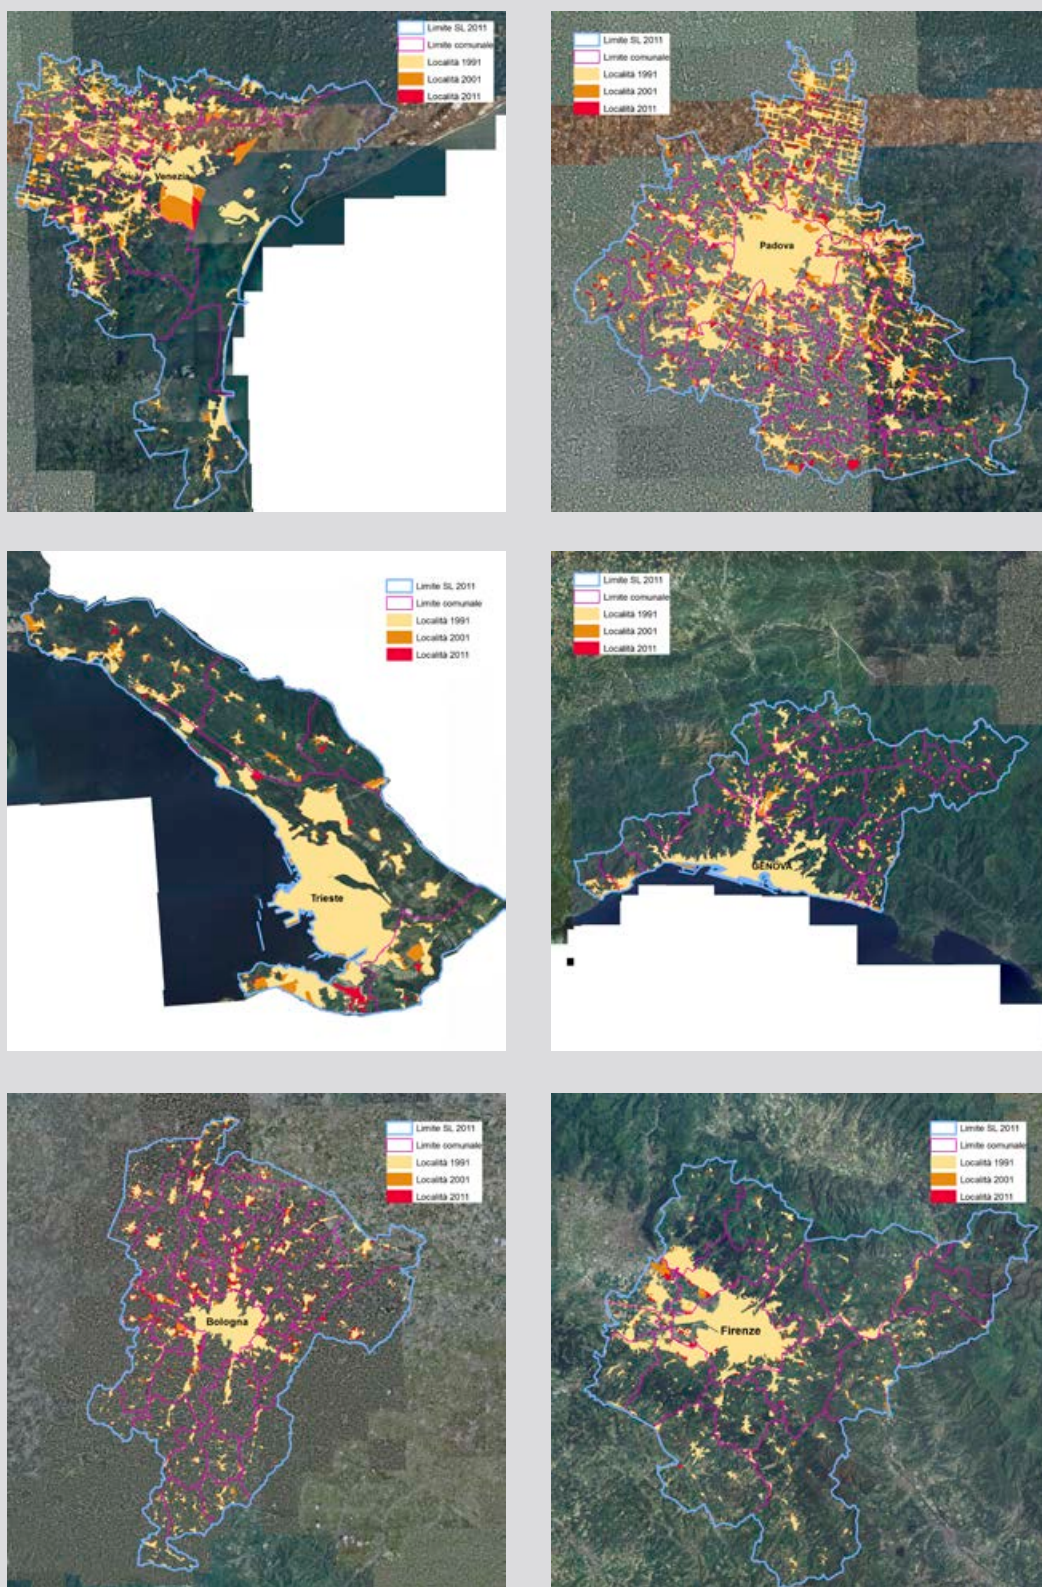 Limite SL 2011
Limite comunale
Località 1991
Località 2001
Località 2011
Venezia
Limite SL 2011
Limite comunale
Località 1991
Località 2001
Località 2011
Padova
Limite SL 2011
Limite comunale
Località 1991
Località 2001
Località 2011
Trieste
Limite SL 2011
Limite comunale
Località 1991
Località 2001
Località 2011
GENOVA
Limite SL 2011
Limite comunale
Località 1991
Località 2001
Località 2011
Bologna
Limite SL 2011
Limite comunale
Località 1991
Località 2001
Località 2011
Firenze